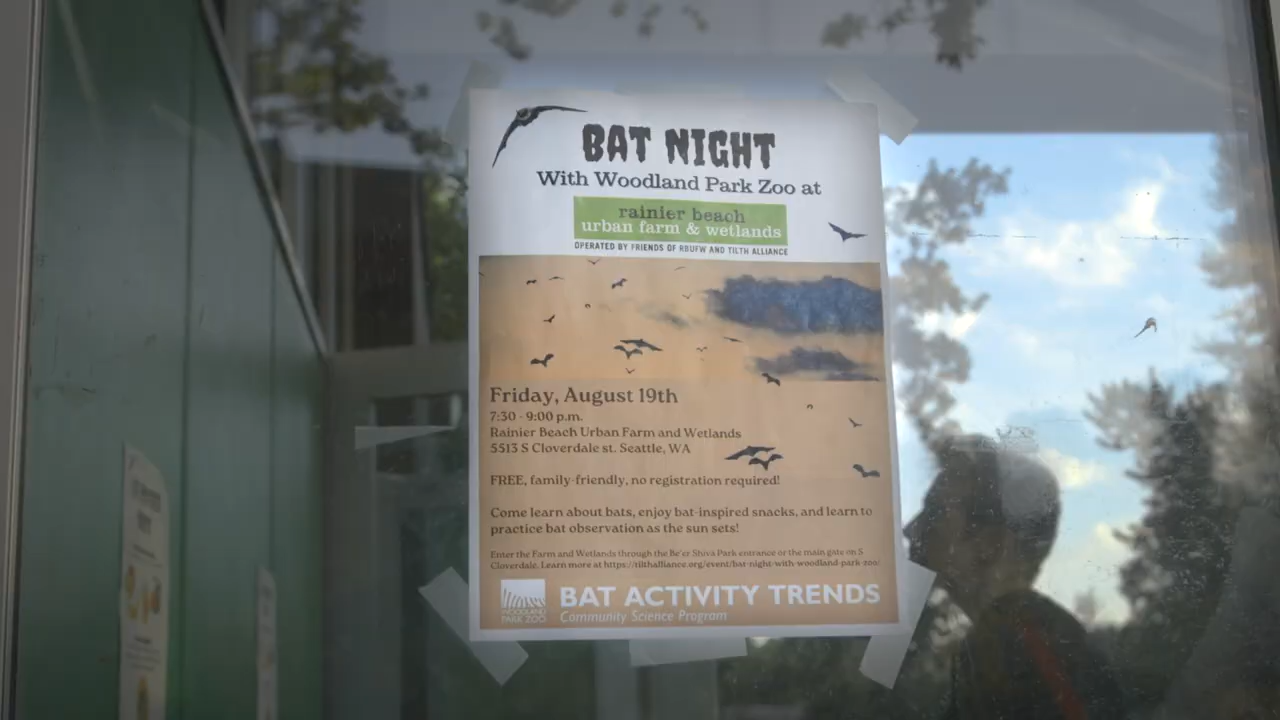 BAT NIGHT
With Woodland Park Zoo at
rainier beach
urban farm & wetlands
OPERATED BY FRIENDS OF RBUFW AND TILTH ALLIANCE
Friday, August 19th
7:30 - 9:00 p.m.
Rainier Beach Urban Farm and Wetlands
5513 S Cloverdale st. Seattle, WA
FREE, family-friendly, no registration required!
Come learn about bats, enjoy bat-inspired snacks, and learn to
practice bat observation as the sun sets!
Enter the Farm and Wetlands through the Be'er Shiva Park entrance or the main gate on S
Cloverdale. Learn more at https://tilthalliance.org/event/bat-night-with-woodland-park-zoo
WOODLAND
PARK ZOO
BAT ACTIVITY TRENDS
Community Science Program